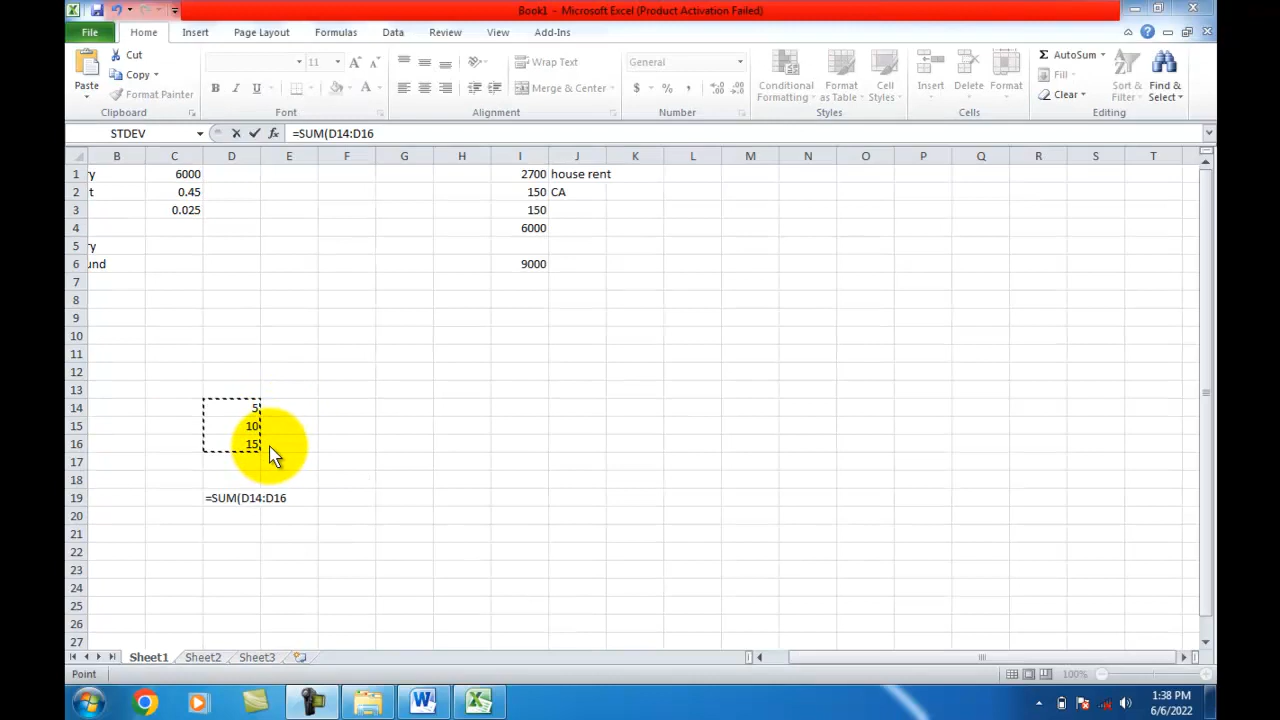 Book1 - Microsoft Excel (Product Activation Failed)
File Home Insert Page Layout Formulas Data Review View Add-Ins
Paste
Cut
Copy
Format Painter
Clipboard
11
B I U
Font
Wrap Text
Merge & Center
Alignment
General
$ % ,
Number
Conditional Formatting
Format as Table
Cell Styles
Styles
Insert
Delete
Format
Cells
AutoSum
Fill
Clear
Sort & Filter
Find & Select
Editing
STDEV =SUM(D14:D16
B C D E F G H I J K L M N O P Q R S T
1 ry 6000 2700 house rent
2 t 0.45 150 CA
3 0.025 150
4 6000
5 ry
6 und 9000
7
8
9
10
11
12
13
14 5
15 10
16 15
17
18
19 =SUM(D14:D16
20
21
22
23
24
25
26
27
Sheet1 Sheet2 Sheet3
Point 100%
1:38 PM
6/6/2022